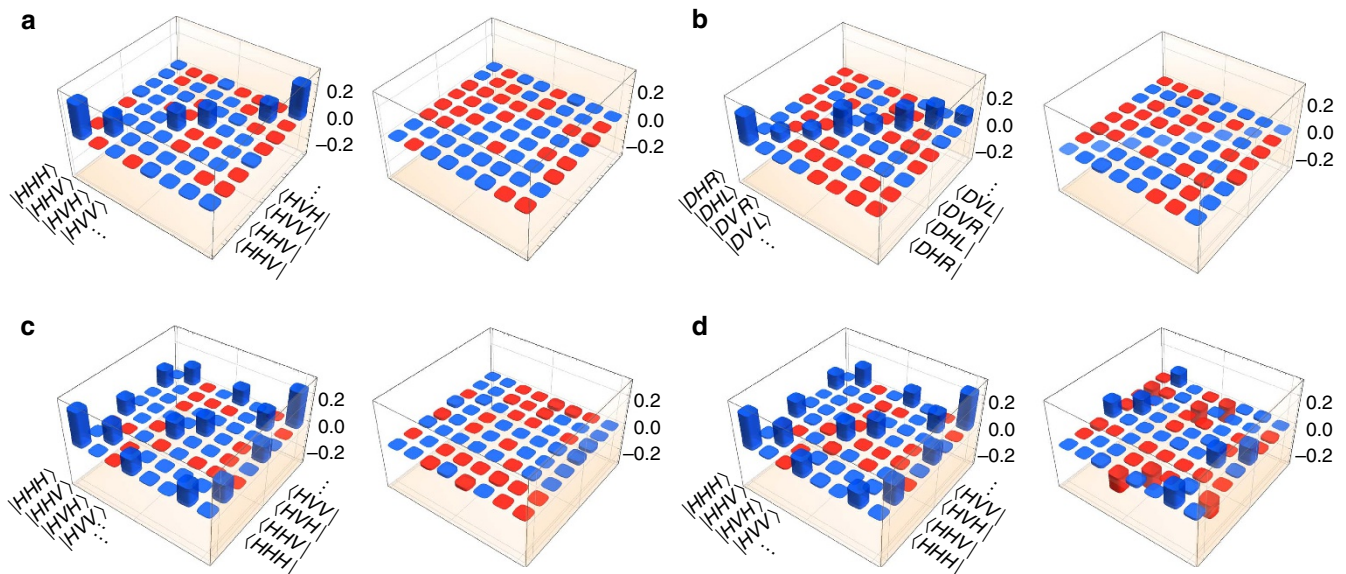 a
0.2
0.0
−0.2
|HHH⟩
|HHV⟩
|HVH⟩
|HVV⟩
...
...
⟨HVH|
⟨HVV|
⟨HHV|
⟨HHV|
0.2
0.0
−0.2
b
0.2
0.0
−0.2
|DHR⟩
|DHL⟩
|DVR⟩
|DVL⟩
...
...
⟨DVL|
⟨DVR|
⟨DHL|
⟨DHR|
0.2
0.0
−0.2
c
0.2
0.0
−0.2
|HHH⟩
|HHV⟩
|HVH⟩
|HVV⟩
...
...
⟨HVV|
⟨HVH|
⟨HHV|
⟨HHH|
0.2
0.0
−0.2
d
0.2
0.0
−0.2
|HHH⟩
|HHV⟩
|HVH⟩
|HVV⟩
...
...
⟨HVV|
⟨HVH|
⟨HHV|
⟨HHH|
0.2
0.0
−0.2